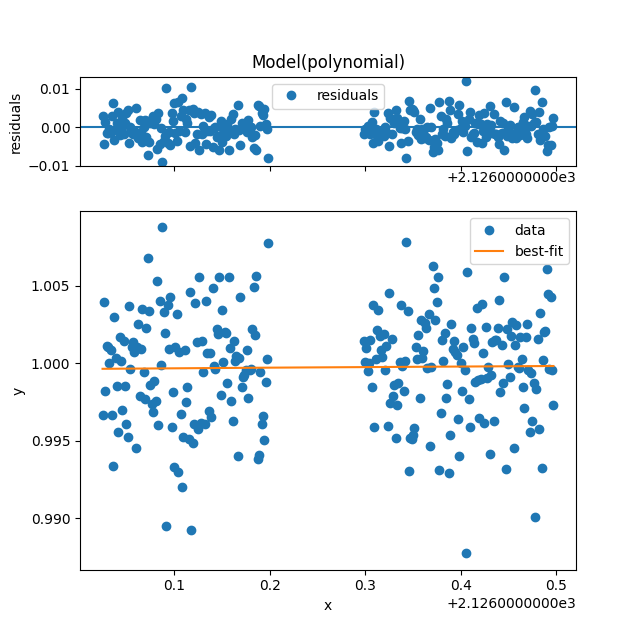 Model(polynomial)
residuals
0.01
0.00
−0.01
residuals
+2.1260000000e3
data
best-fit
1.005
1.000
0.995
0.990
y
0.1
0.2
0.3
0.4
0.5
x
+2.1260000000e3